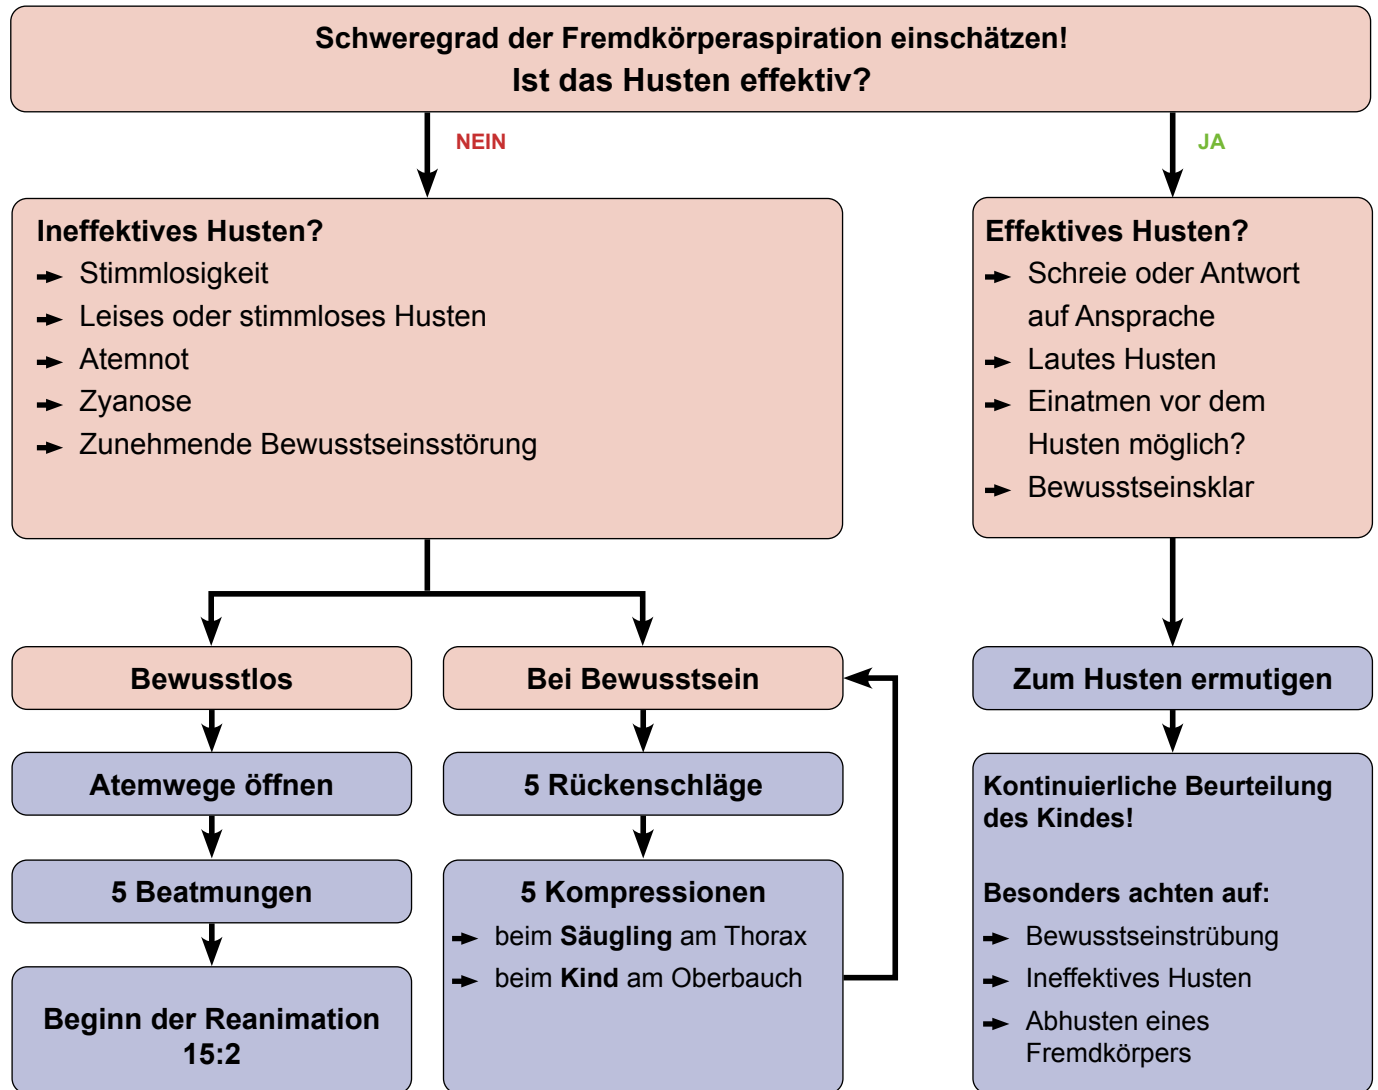 Schweregrad der Fremdkörperaspiration einschätzen!
Ist das Husten effektiv?
NEIN
JA
Ineffektives Husten?
Stimmlosigkeit
Leises oder stimmloses Husten
Atemnot
Zyanose
Zunehmende Bewusstseinsstörung
Effektives Husten?
Schreie oder Antwort
auf Ansprache
Lautes Husten
Einatmen vor dem
Husten möglich?
Bewusstseinsklar
Bewusstlos
Atemwege öffnen
5 Beatmungen
Beginn der Reanimation
15:2
Bei Bewusstsein
5 Rückenschläge
5 Kompressionen
beim Säugling am Thorax
beim Kind am Oberbauch
Zum Husten ermutigen
Kontinuierliche Beurteilung
des Kindes!
Besonders achten auf:
Bewusstseinstrübung
Ineffektives Husten
Abhusten eines
Fremdkörpers